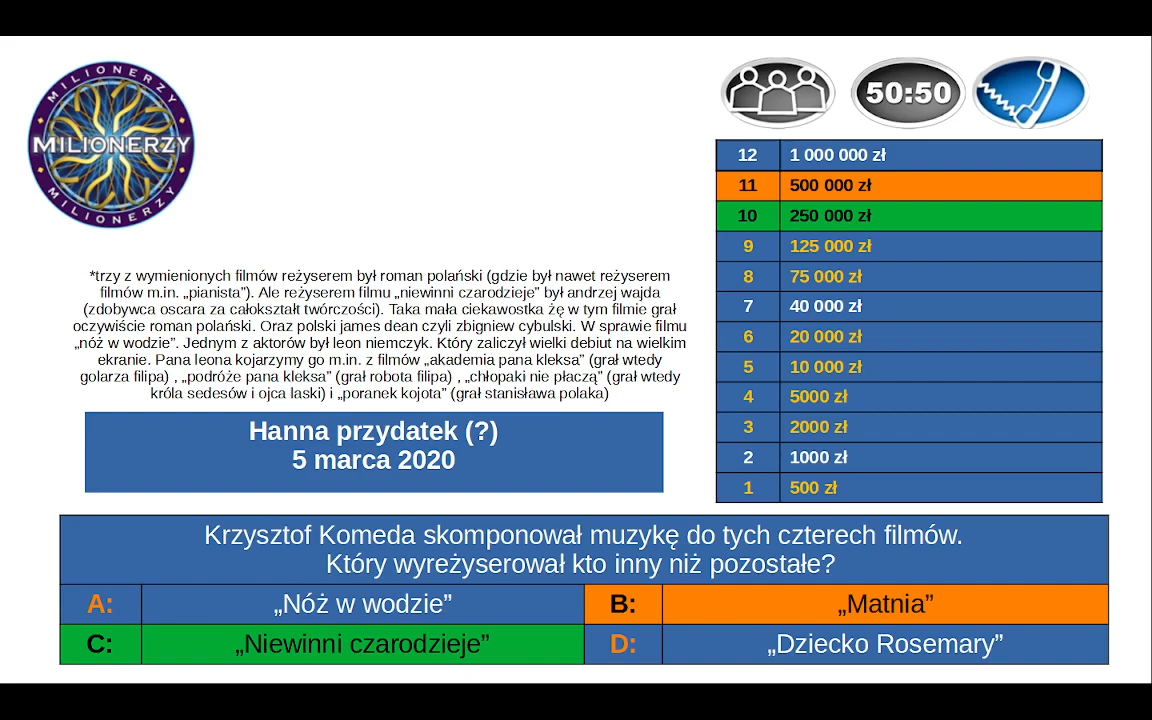 MILIONERZY
MILIONERZY
MILIONERZY
50:50
12 1 000 000 zł
11 500 000 zł
10 250 000 zł
9 125 000 zł
8 75 000 zł
7 40 000 zł
6 20 000 zł
5 10 000 zł
4 5000 zł
3 2000 zł
2 1000 zł
1 500 zł
*trzy z wymienionych filmów reżyserem był roman polański (gdzie był nawet reżyserem
filmów m.in. „pianista”). Ale reżyserem filmu „niewinni czarodzieje” był andrzej wajda
(zdobywca oscara za całokształt twórczości). Taka mała ciekawostka żę w tym filmie grał
oczywiście roman polański. Oraz polski james dean czyli zbigniew cybulski. W sprawie filmu
„nóż w wodzie”. Jednym z aktorów był leon niemczyk. Który zaliczył wielki debiut na wielkim
ekranie. Pana leona kojarzymy go m.in. z filmów „akademia pana kleksa” (grał wtedy
golarza filipa) , „podróże pana kleksa” (grał robota filipa) , „chłopaki nie płaczą” (grał wtedy
króla sedesów i ojca laski) i „poranek kojota” (grał stanisława polaka)
Hanna przydatek (?)
5 marca 2020
Krzysztof Komeda skomponował muzykę do tych czterech filmów.
Który wyreżyserował kto inny niż pozostałe?
A: „Nóż w wodzie” B: „Matnia”
C: „Niewinni czarodzieje” D: „Dziecko Rosemary”